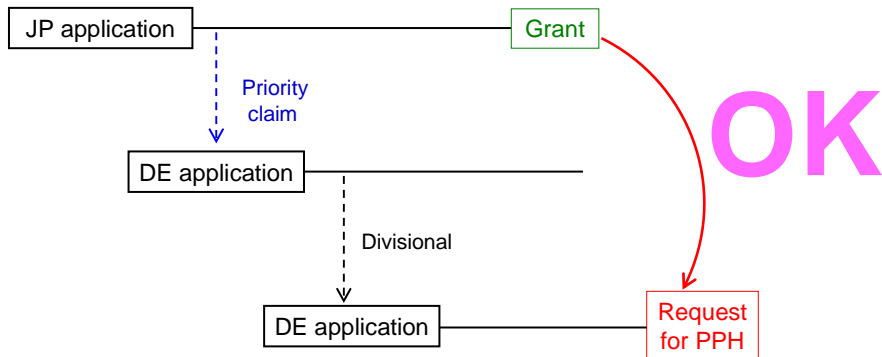 JP application
Grant
Priority
claim
OK
DE application
Divisional
DE application
Request
for PPH